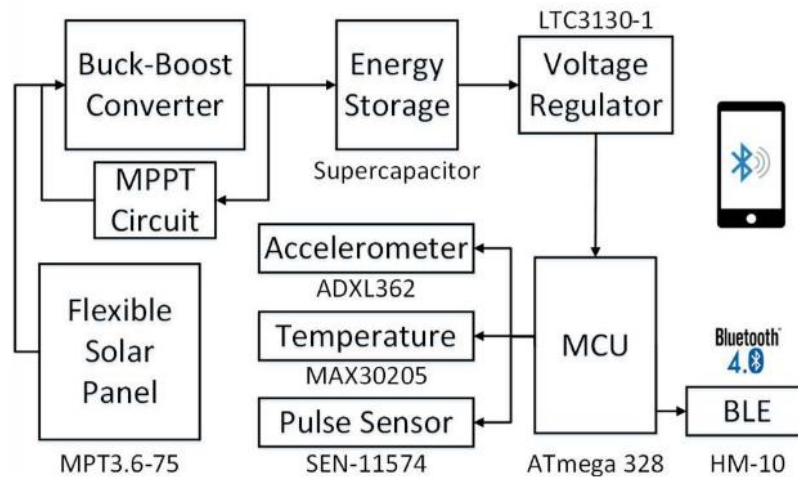 LTC3130-1
Buck-Boost
Converter
Energy
Storage
Voltage
Regulator
Supercapacitor
MPPT
Circuit
Accelerometer
ADXL362
Flexible
Solar
Panel
MPT3.6-75
Temperature
MAX30205
Pulse Sensor
SEN-11574
MCU
ATmega 328
Bluetooth™
4.0
BLE
HM-10